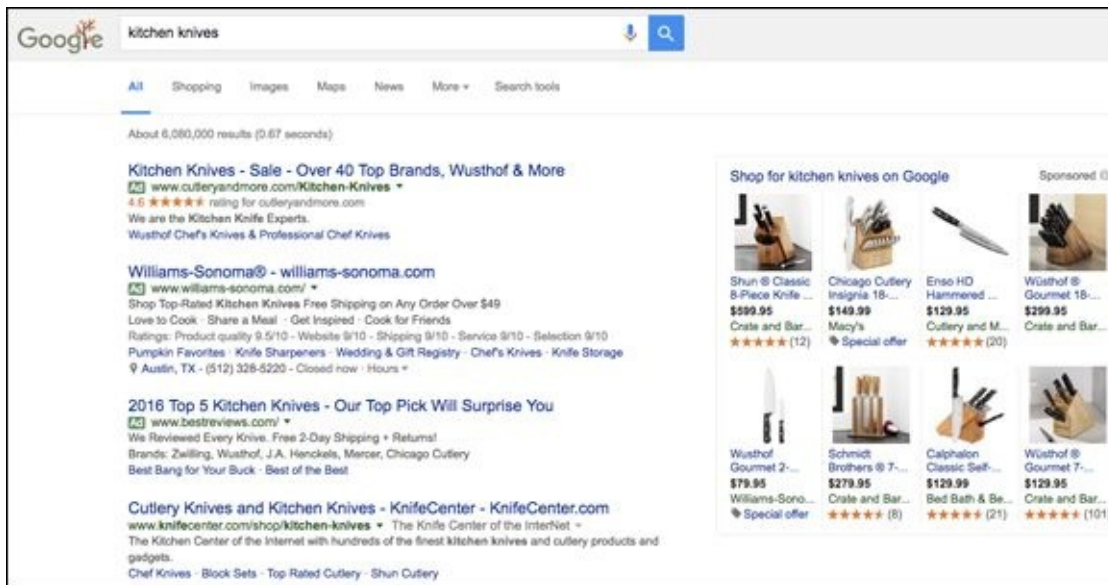 Google
kitchen knives
All Shopping Images Maps News More Search tools
About 6,080,000 results (0.67 seconds)
Kitchen Knives - Sale - Over 40 Top Brands, Wusthof & More
Ad www.cutleryandmore.com/Kitchen-Knives
4.6 ★★★★★ rating for cutleryandmore.com
We are the Kitchen Knife Experts.
Wusthof Chef's Knives & Professional Chef Knives
Williams-Sonoma® - williams-sonoma.com
Ad www.williams-sonoma.com/
Shop Top-Rated Kitchen Knives Free Shipping on Any Order Over $49
Love to Cook · Share a Meal · Get Inspired · Cook for Friends
Ratings: Product quality 9.5/10 - Website 9/10 - Shipping 9/10 - Service 9/10 - Selection 9/10
Pumpkin Favorites · Knife Sharpeners · Wedding & Gift Registry · Chef's Knives · Knife Storage
Austin, TX - (512) 328-5220 - Closed now · Hours
2016 Top 5 Kitchen Knives - Our Top Pick Will Surprise You
Ad www.bestreviews.com/
We Reviewed Every Knive. Free 2-Day Shipping + Returns!
Brands: Zwilling, Wusthof, J.A. Henckels, Mercer, Chicago Cutlery
Best Bang for Your Buck · Best of the Best
Cutlery Knives and Kitchen Knives - KnifeCenter - KnifeCenter.com
www.knifecenter.com/shop/kitchen-knives The Knife Center of the InterNet
The Kitchen Center of the Internet with hundreds of the finest kitchen knives and cutlery products and
gadgets.
Chef Knives · Block Sets · Top Rated Cutlery · Shun Cutlery
Shop for kitchen knives on Google Sponsored
Shun ® Classic
8-Piece Knife ...
$599.95
Crate and Bar...
★★★★★ (12)
Chicago Cutlery
Insignia 18-...
$149.99
Macy's
Special offer
Enso HD
Hammered ...
$129.95
Cutlery and M...
★★★★★ (20)
Wüsthof ®
Gourmet 18-...
$299.95
Crate and Bar...
Wusthof
Gourmet 2-...
$79.95
Williams-Sono...
Special offer
Schmidt
Brothers ® 7-...
$279.95
Crate and Bar...
★★★★★ (8)
Calphalon
Classic Self-...
$129.99
Bed Bath & Be...
★★★★★ (21)
Wüsthof ®
Gourmet 7-...
$129.95
Crate and Bar...
★★★★★ (101